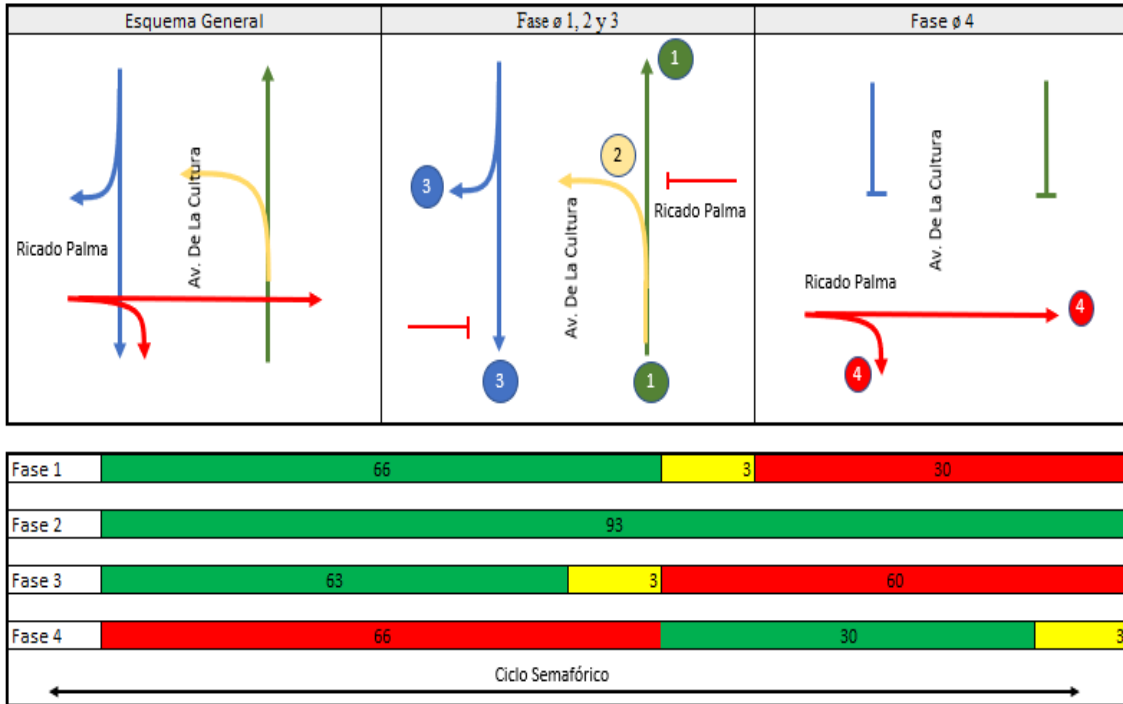 Esquema General
Fase ø 1, 2 y 3
Fase ø 4
Av. De La Cultura
Ricado Palma
1
2
3
Ricado Palma
Av. De La Cultura
3
1
Av. De La Cultura
Ricado Palma
4
4
Fase 1 66 3 30
Fase 2 93
Fase 3 63 3 60
Fase 4 66 30 3
Ciclo Semafórico